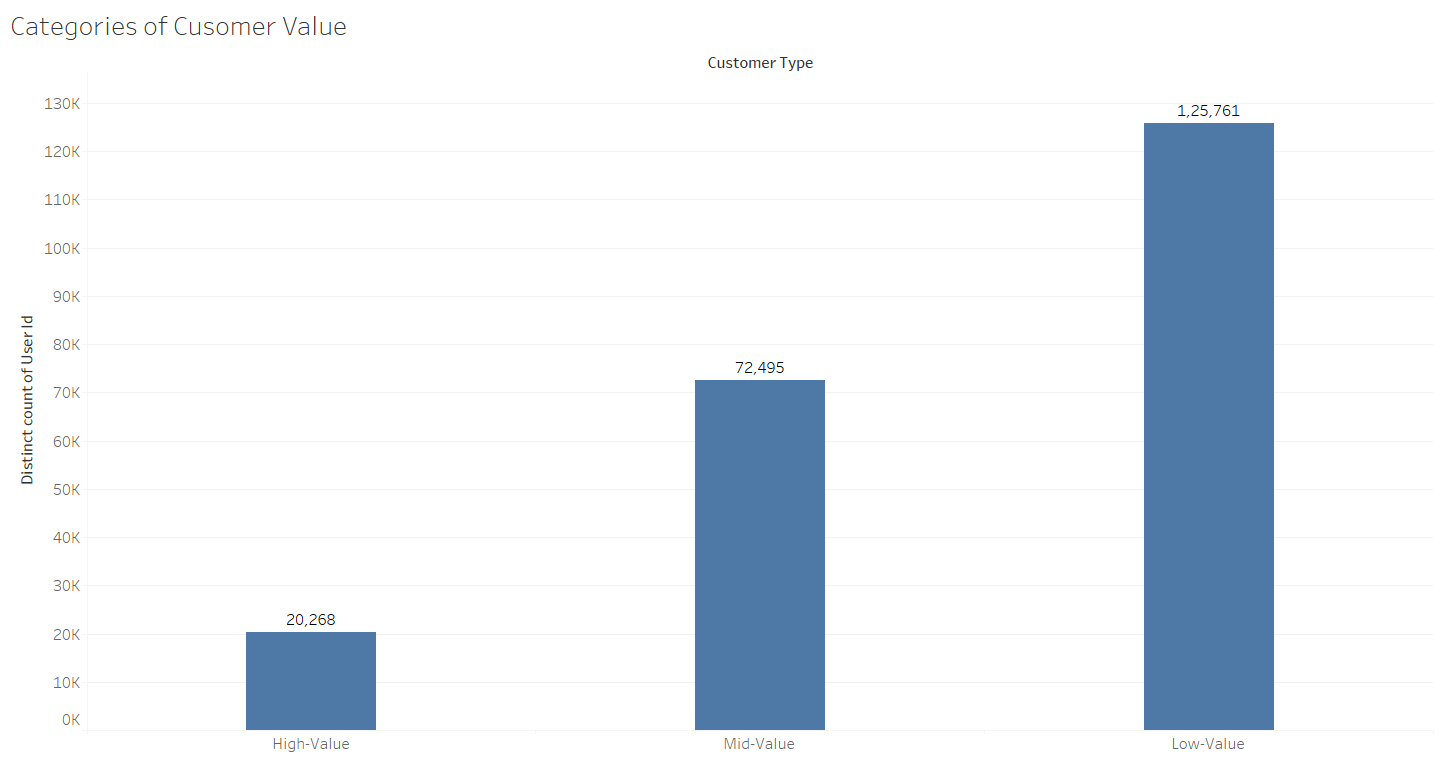 Categories of Cusomer Value
Customer Type
Distinct count of User Id
130K
120K
110K
100K
90K
80K
70K
60K
50K
40K
30K
20K
10K
0K
20,268
72,495
1,25,761
High-Value
Mid-Value
Low-Value